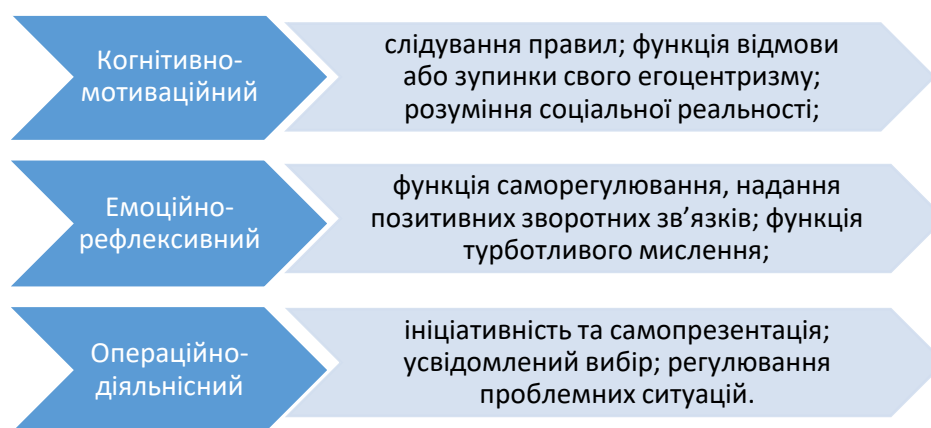 Когнітивно-
мотиваційний
слідування правил; функція відмови
або зупинки свого егоцентризму;
розуміння соціальної реальності;
Емоційно-
рефлексивний
функція саморегулювання, надання
позитивних зворотних зв’язків; функція
турботливого мислення;
Операційно-
діяльнісний
ініціативність та самопрезентація;
усвідомлений вибір; регулювання
проблемних ситуацій.